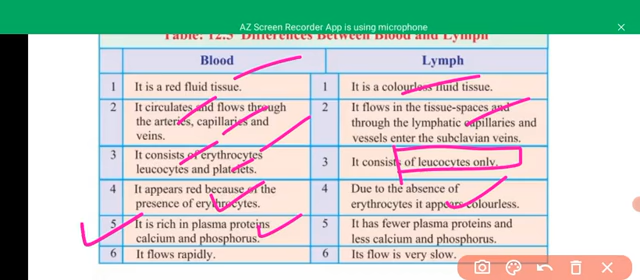 AZ Screen Recorder App is using microphone
Table: 12.3 Differences Between Blood and Lymph
Blood
Lymph
1 It is a red fluid tissue.
1 It is a colourless fluid tissue.
2 It circulates and flows through
the arteries, capillaries and
veins.
2 It flows in the tissue-spaces and
through the lymphatic capillaries and
vessels enter the subclavian veins.
3 It consists of erythrocytes
leucocytes and platelets.
3 It consists of leucocytes only.
4 It appears red because of the
presence of erythrocytes.
4 Due to the absence of
erythrocytes it appears colourless.
5 It is rich in plasma proteins
calcium and phosphorus.
5 It has fewer plasma proteins and
less calcium and phosphorus.
6 It flows rapidly.
6 Its flow is very slow.